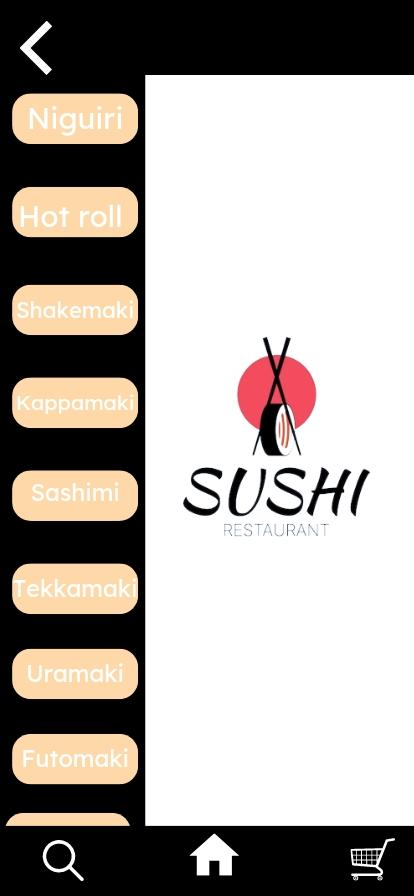 Niguiri
Hot roll
Shakemaki
Kappamaki
Sashimi
Tekkamaki
Uramaki
Futomaki
SUSHI
RESTAURANT